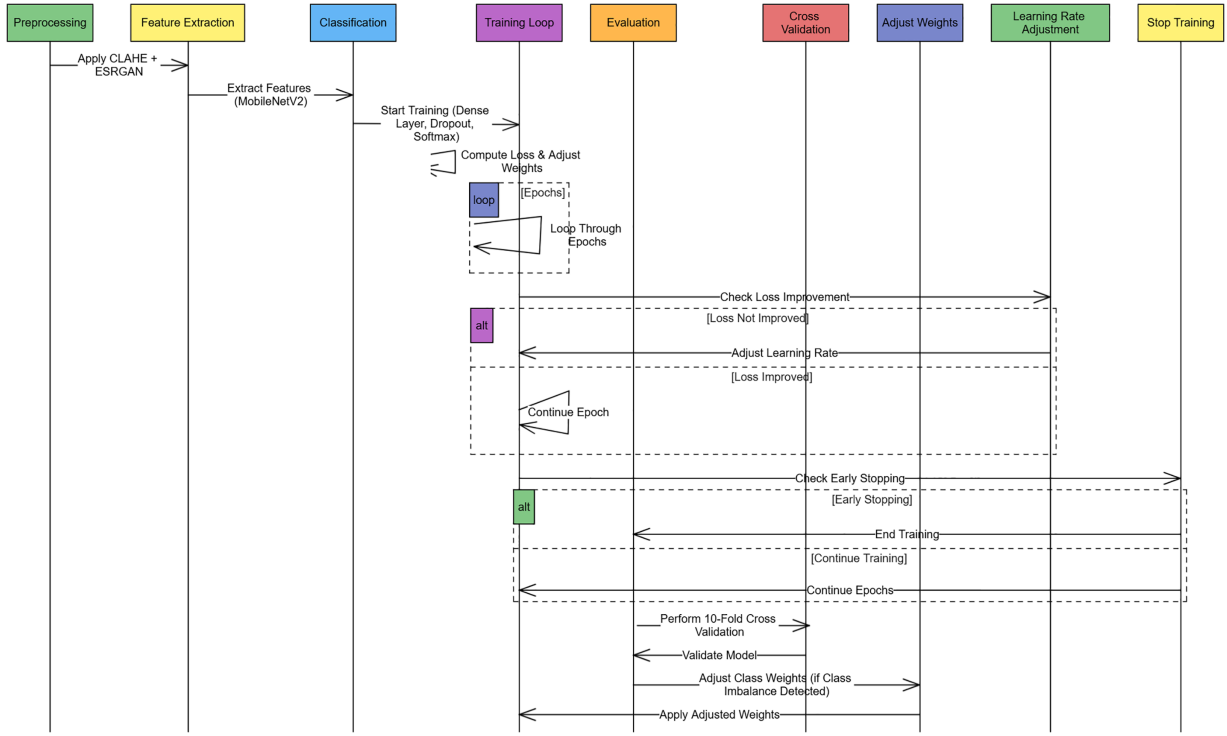 Preprocessing
Feature Extraction
Classification
Training Loop
Evaluation
Cross
Validation
Adjust Weights
Learning Rate
Adjustment
Stop Training
Apply CLAHE +
ESRGAN
Extract Features
(MobileNetV2)
Start Training (Dense
Layer, Dropout,
Softmax)
Compute Loss & Adjust
Weights
loop
[Epochs]
Loop Through
Epochs
Check Loss Improvement
alt
[Loss Not Improved]
Adjust Learning Rate
[Loss Improved]
Continue Epoch
Check Early Stopping
alt
[Early Stopping]
End Training
[Continue Training]
Continue Epochs
Perform 10-Fold Cross
Validation
Validate Model
Adjust Class Weights (if Class
Imbalance Detected)
Apply Adjusted Weights